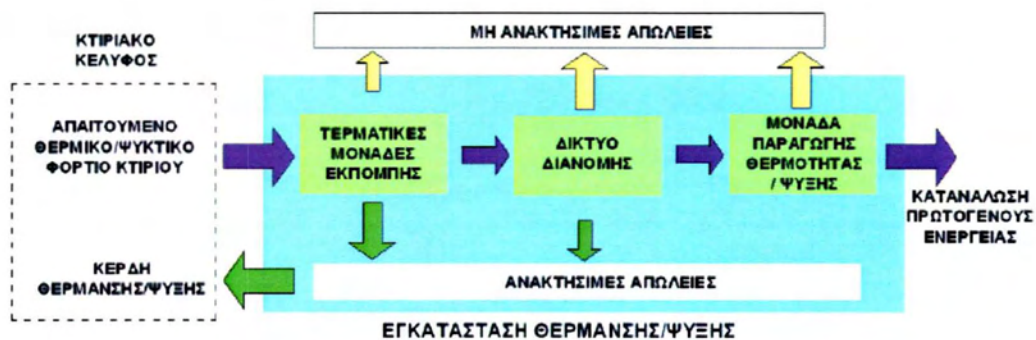 ΜΗ ΑΝΑΚΤΗΣΙΜΕΣ ΑΠΩΛΕΙΕΣ
ΚΤΙΡΙΑΚΟ
ΚΕΛΥΦΟΣ
ΑΠΑΙΤΟΥΜΕΝΟ
ΘΕΡΜΙΚΟ/ΨΥΚΤΙΚΟ
ΦΟΡΤΙΟ ΚΤΙΡΙΟΥ
ΤΕΡΜΑΤΙΚΕΣ
ΜΟΝΑΔΕΣ
ΕΚΠΟΜΠΗΣ
ΔΙΚΤΥΟ
ΔΙΑΝΟΜΗΣ
ΜΟΝΑΔΑ
ΠΑΡΑΓΩΓΗΣ
ΘΕΡΜΟΤΗΤΑΣ
/ ΨΥΞΗΣ
ΚΑΤΑΝΑΛΩΣΗ
ΠΡΩΤΟΓΕΝΟΥΣ
ΕΝΕΡΓΕΙΑΣ
ΚΕΡΔΗ
ΘΕΡΜΑΝΣΗΣ/ΨΥΞΗΣ
ΑΝΑΚΤΗΣΙΜΕΣ ΑΠΩΛΕΙΕΣ
ΕΓΚΑΤΑΣΤΑΣΗ ΘΕΡΜΑΝΣΗΣ/ΨΥΞΗΣ